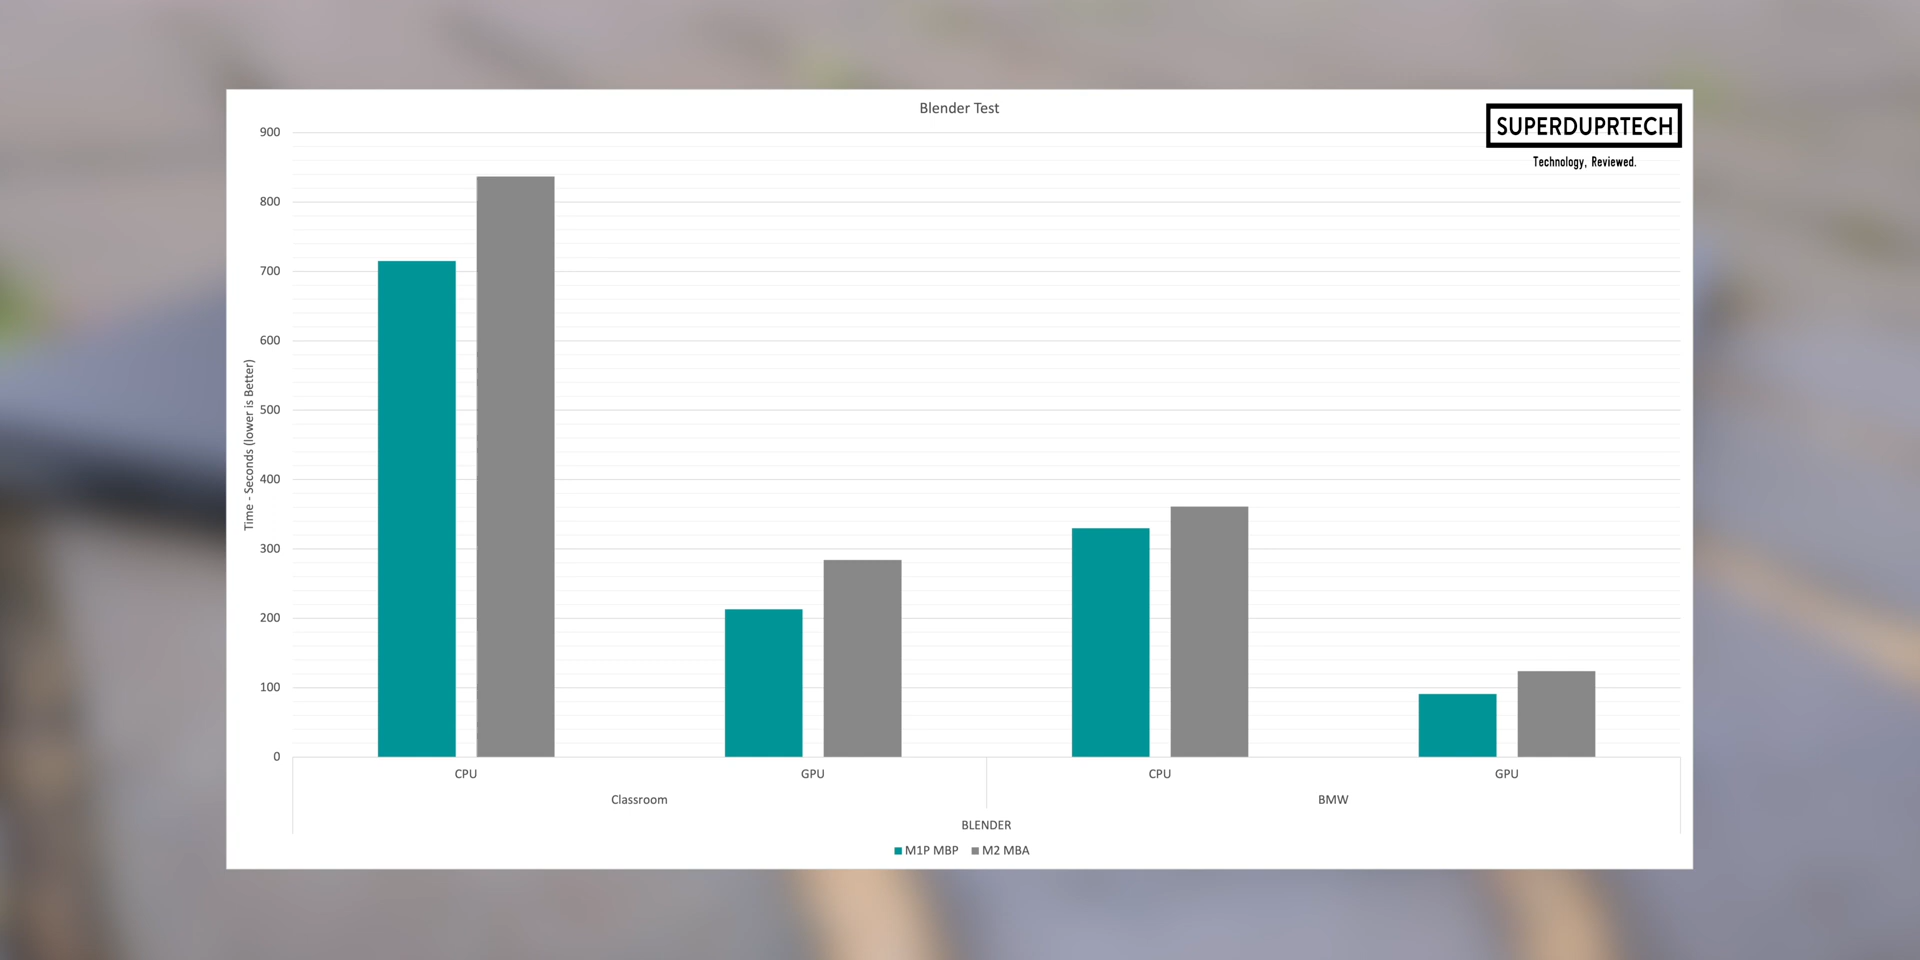 Blender Test
SUPERDUPRTECH
Technology, Reviewed.
Time - Seconds (lower is Better)
900
800
700
600
500
400
300
200
100
0
CPU GPU CPU GPU
Classroom BMW
BLENDER
M1P MBP M2 MBA